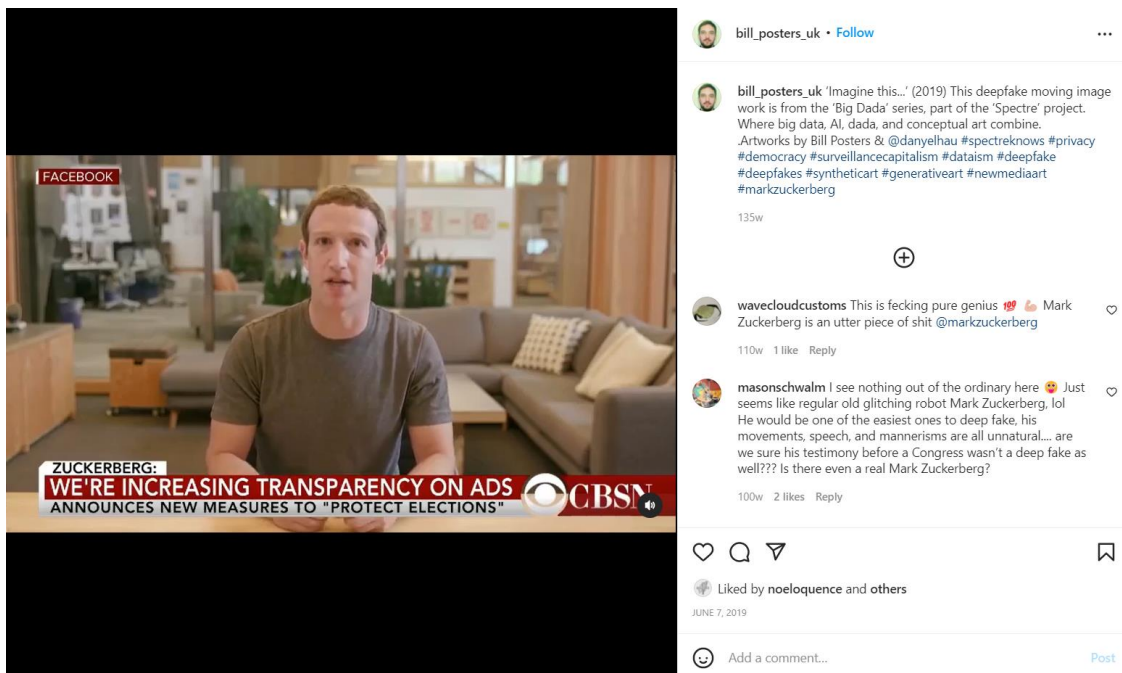 FACEBOOK
ZUCKERBERG:
WE'RE INCREASING TRANSPARENCY ON ADS
ANNOUNCES NEW MEASURES TO "PROTECT ELECTIONS"
CBSN
bill_posters_uk • Follow
bill_posters_uk 'Imagine this...' (2019) This deepfake moving image
work is from the 'Big Dada' series, part of the 'Spectre' project.
Where big data, AI, dada, and conceptual art combine.
.Artworks by Bill Posters & @danyelhau #spectreknows #privacy
#democracy #surveillancecapitalism #dataism #deepfake
#deepfakes #syntheticart #generativeart #newmediaart
#markzuckerberg
135w
wavecloudcustoms This is fecking pure genius 💯 💪🏼 Mark
Zuckerberg is an utter piece of shit @markzuckerberg
110w 1 like Reply
masonschwalm I see nothing out of the ordinary here 😛 Just
seems like regular old glitching robot Mark Zuckerberg, lol
He would be one of the easiest ones to deep fake, his
movements, speech, and mannerisms are all unnatural.... are
we sure his testimony before a Congress wasn't a deep fake as
well??? Is there even a real Mark Zuckerberg?
100w 2 likes Reply
Liked by noeloquence and others
JUNE 7, 2019
Add a comment...
Post